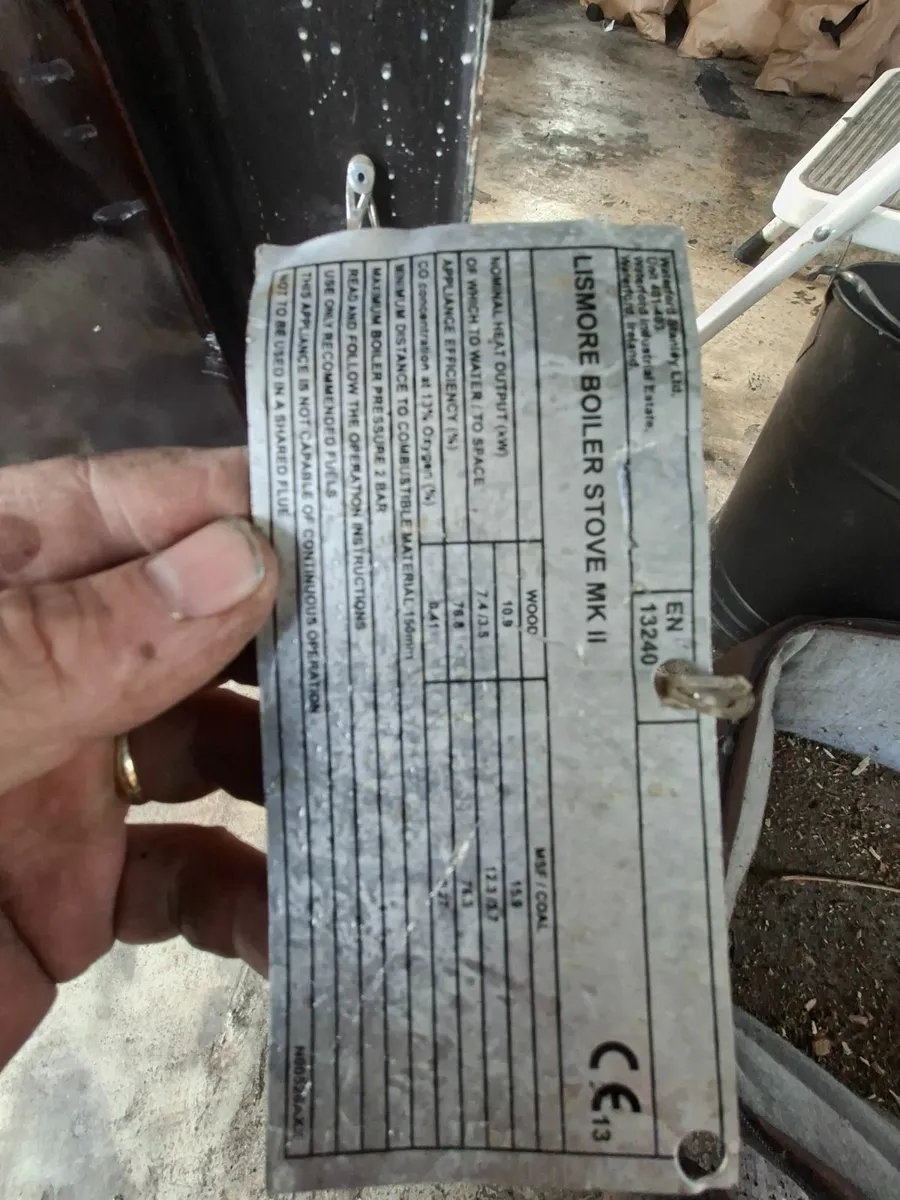 Waterford Stanley Ltd.
Unit 401-403,
Waterford Industrial Estate,
Waterford, Ireland.
EN
13240
LISMORE BOILER STOVE MK II
CE 13
WOOD MSF / COAL
NOMINAL HEAT OUTPUT (kW) 10.9 15.9
OF WHICH TO WATER / TO SPACE 7.4 / 3.5 12.3 /3.7
APPLIANCE EFFICIENCY (%) 76.8 76.3
CO concentration at 13% Oxygen (%) 0.41
MINIMUM DISTANCE TO COMBUSTIBLE MATERIAL 150mm
MAXIMUM BOILER PRESSURE 2 BAR
READ AND FOLLOW THE OPERATION INSTRUCTIONS
USE ONLY RECOMMENDED FUELS
THIS APPLIANCE IS NOT CAPABLE OF CONTINUOUS OPERATION
NOT TO BE USED IN A SHARED FLUE